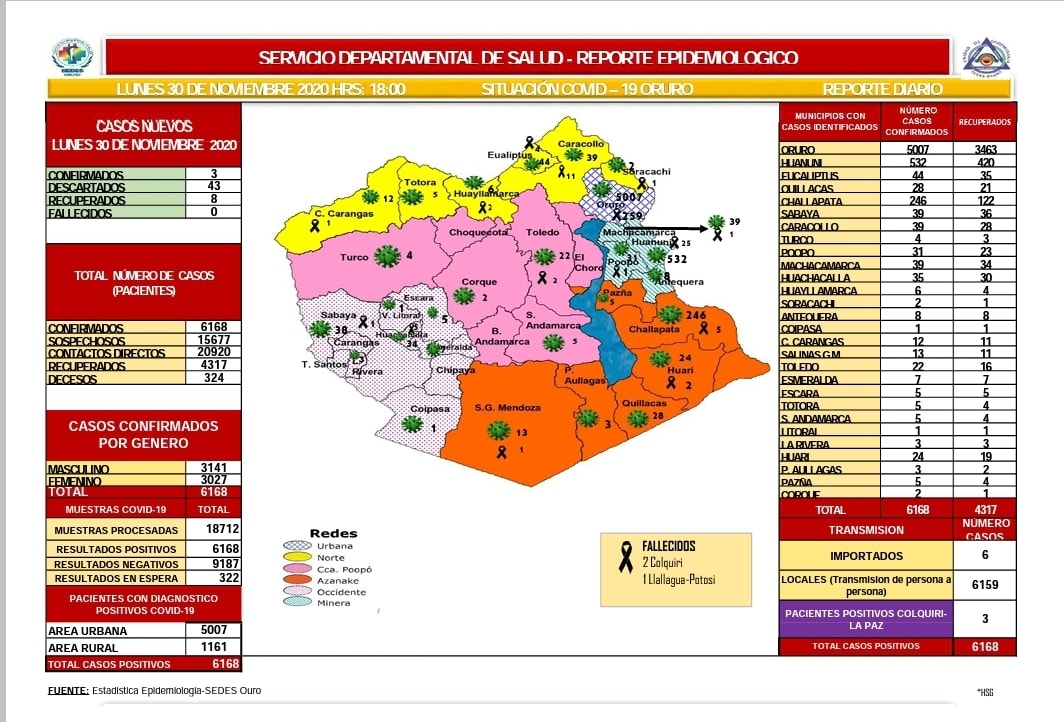 SERVICIO DEPARTAMENTAL DE SALUD - REPORTE EPIDEMIOLOGICO
LUNES 30 DE NOVIEMBRE 2020 HRS: 18:00 SITUACIÓN COVID – 19 ORURO REPORTE DIARIO
CASOS NUEVOS
LUNES 30 DE NOVIEMBRE 2020
CONFIRMADOS 3
DESCARTADOS 43
RECUPERADOS 8
FALLECIDOS 0
TOTAL NÚMERO DE CASOS
(PACIENTES)
CONFIRMADOS 6168
SOSPECHOSOS 15677
CONTACTOS DIRECTOS 20920
RECUPERADOS 4317
DECESOS 324
CASOS CONFIRMADOS
POR GENERO
MASCULINO 3141
FEMENINO 3027
TOTAL 6168
MUESTRAS COVID-19 TOTAL
MUESTRAS PROCESADAS 18712
RESULTADOS POSITIVOS 6168
RESULTADOS NEGATIVOS 9187
RESULTADOS EN ESPERA 322
PACIENTES CON DIAGNOSTICO
POSITIVOS COVID-19
AREA URBANA 5007
AREA RURAL 1161
TOTAL CASOS POSITIVOS 6168
Caracollo
4
Eualiptus
44
39
11
2
Soracachi
1
Totora
5
12
Huayllamarca
6
2
5007
Oruro
259
C. Carangas
1
39
1
Choquecota
Toledo
Machacamarca
Huanuni
25
Turco
4
22
2
El
Choro
Poopó
31
1
532
8
Antequera
Corque
2
Pazña
5
Escara
1
Sabaya
38
1
V. Litoral
5
S.
Andamarca
5
246
Challapata
5
Carangas
34
B.
Andamarca
T. Santos
3
Rivera
Chipaya
24
Huari
2
P.
Aullagas
Coipasa
1
S.G. Mendoza
13
1
3
Quillacas
28
Redes
Urbana
Norte
Cca. Poopó
Azanake
Occidente
Minera
FALLECIDOS
2 Colquiri
1 Llallagua-Potosi
MUNICIPIOS CON
CASOS IDENTIFICADOS
NÚMERO
CASOS
CONFIRMADOS
RECUPERADOS
ORURO 5007 3463
HUANUNI 532 420
EUCALIPTUS 44 35
QUILLACAS 28 21
CHALLAPATA 246 122
SABAYA 39 36
CARACOLLO 39 28
TURCO 4 3
POOPO 31 23
MACHACAMARCA 39 34
HUACHACALLA 35 30
HUAYLLAMARCA 6 4
SORACACHI 2 1
ANTEQUERA 8 8
COIPASA 1 1
C. CARANGAS 12 11
SALINAS G.M 13 11
TOLEDO 22 16
ESMERALDA 7 7
ESCARA 5 5
TOTORA 5 4
S. ANDAMARCA 5 4
LITORAL 1 1
LA RIVERA 3 3
HUARI 24 19
P. AULLAGAS 3 2
PAZÑA 5 4
CORQUE 2 1
TOTAL 6168 4317
TRANSMISION
NÚMERO
CASOS
IMPORTADOS 6
LOCALES (Transmision de persona a
persona) 6159
PACIENTES POSITIVOS COLQUIRI-
LA PAZ 3
TOTAL CASOS POSITIVOS 6168
FUENTE: Estadistica Epidemiologia-SEDES Ouro
*HSG